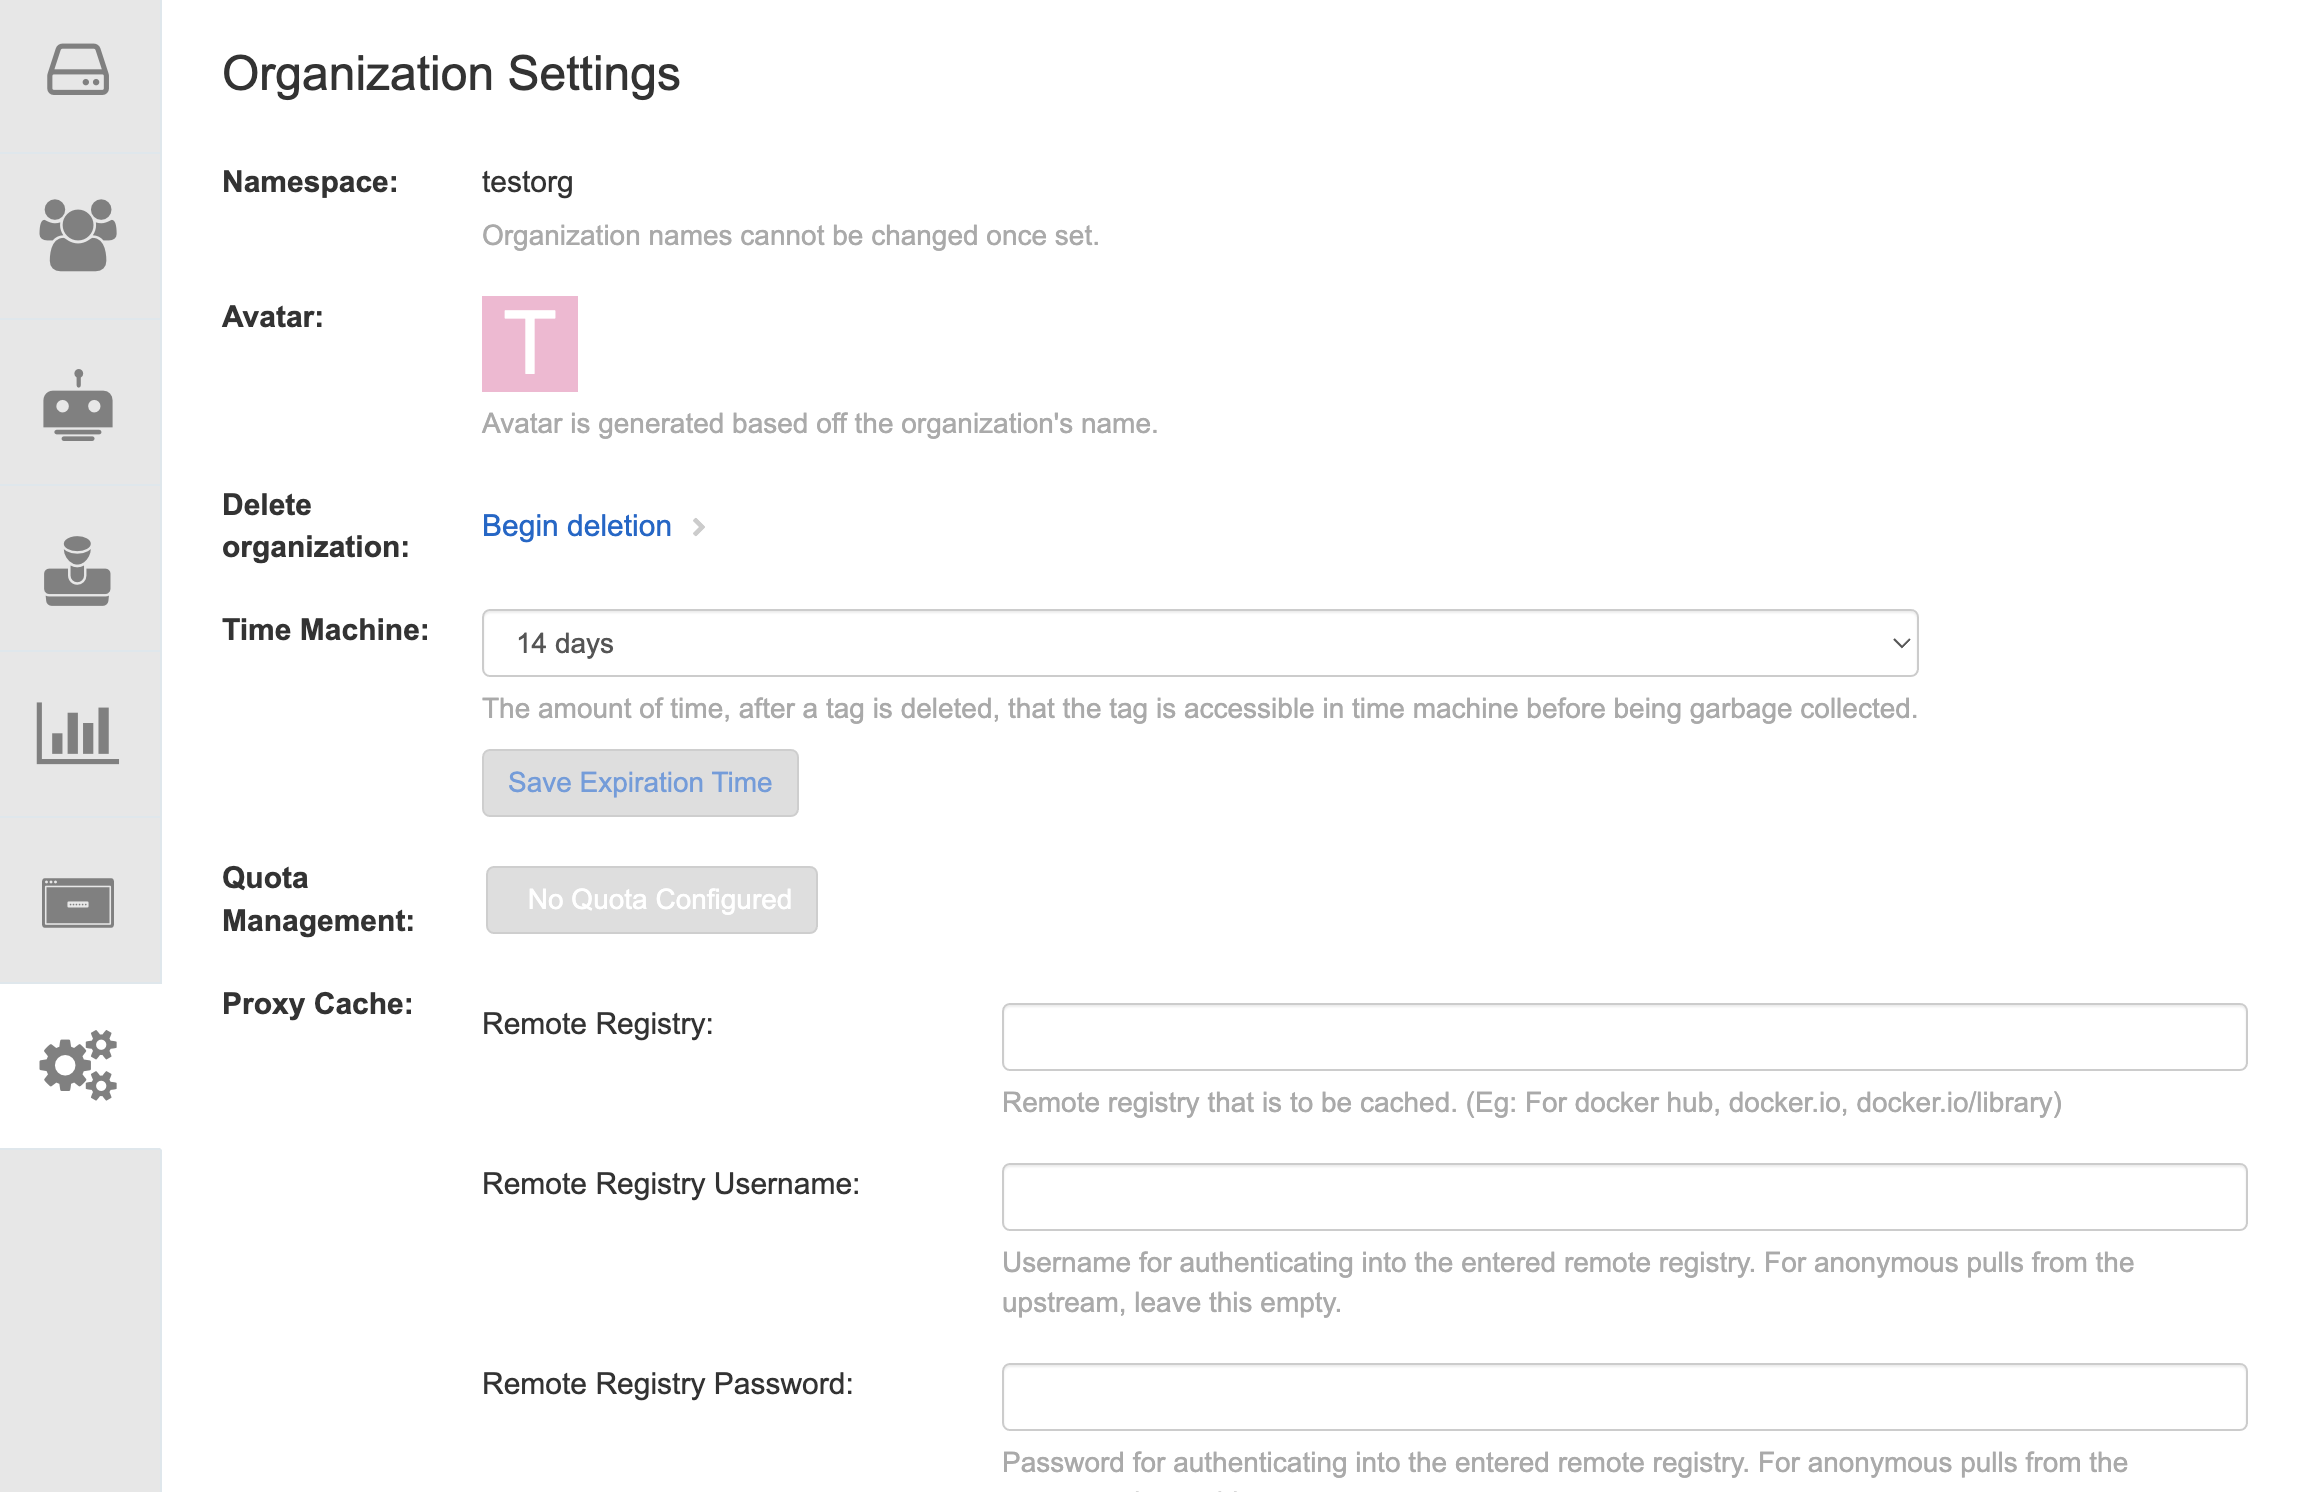 Organization Settings
Namespace:
testorg
Organization names cannot be changed once set.
Avatar:
T
Avatar is generated based off the organization's name.
Delete
organization:
Begin deletion
Time Machine:
14 days
The amount of time, after a tag is deleted, that the tag is accessible in time machine before being garbage collected.
Save Expiration Time
Quota
Management:
No Quota Configured
Proxy Cache:
Remote Registry:
Remote registry that is to be cached. (Eg: For docker hub, docker.io, docker.io/library)
Remote Registry Username:
Username for authenticating into the entered remote registry. For anonymous pulls from the
upstream, leave this empty.
Remote Registry Password:
Password for authenticating into the entered remote registry. For anonymous pulls from the